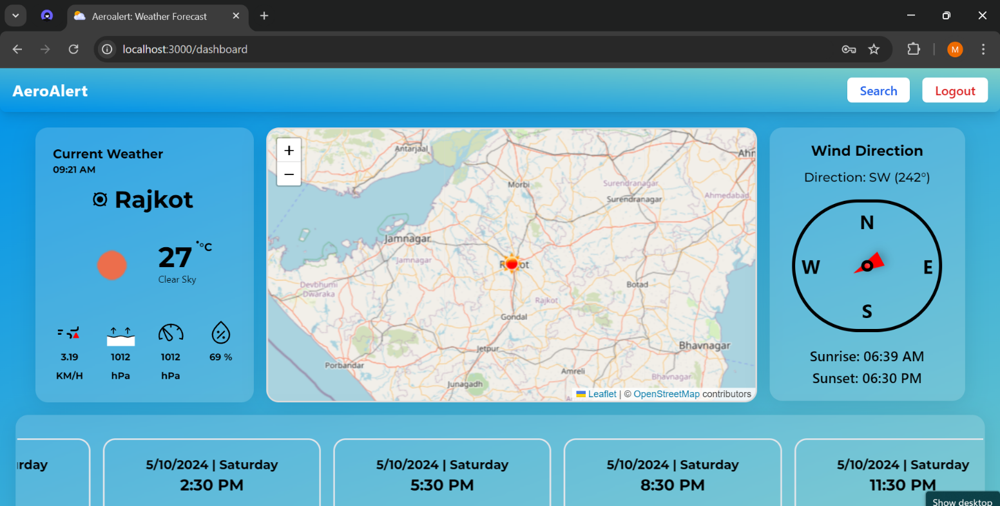 Aeroalert: Weather Forecast
localhost:3000/dashboard
M
AeroAlert
Search
Logout
Current Weather
09:21 AM
Rajkot
27 °C
Clear Sky
3.19
KM/H
1012
hPa
1012
hPa
69 %
+
−
Antarjaal
Morbi
Surendranagar
Surendranagar
Ahmedabad
Jamnagar
Jamnagar
Devbhumi
Dwaraka
Botad
Rajkot
Gondal
Jetpur
Bhavnagar
Porbandar
Amreli
Bhavnagar
Junagadh
Leaflet | © OpenStreetMap contributors
Wind Direction
Direction: SW (242°)
N
W
E
S
Sunrise: 06:39 AM
Sunset: 06:30 PM
rday
5/10/2024 | Saturday
2:30 PM
5/10/2024 | Saturday
5:30 PM
5/10/2024 | Saturday
8:30 PM
5/10/2024 | Saturday
11:30 PM
Show desktop